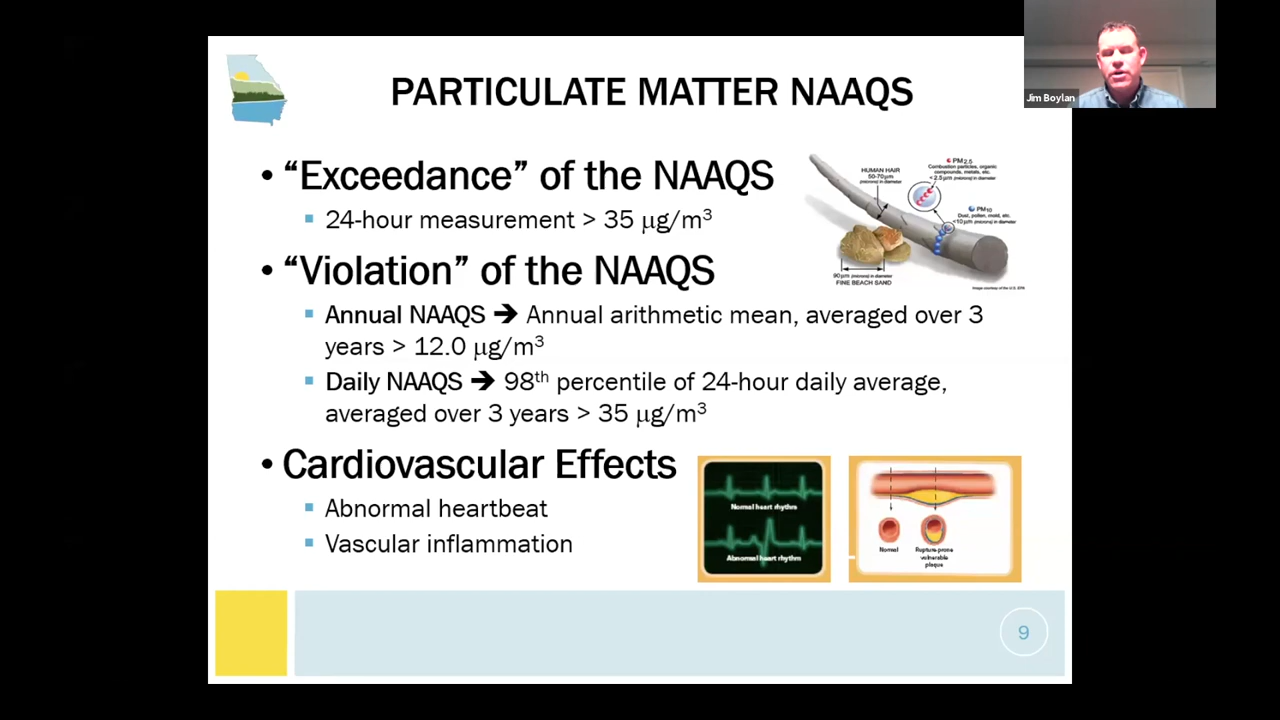 Jim Boylan
PARTICULATE MATTER NAAQS
• “Exceedance” of the NAAQS
24-hour measurement > 35 µg/m³
HUMAN HAIR
50-70µm
(microns) in diameter
PM 2.5
Combustion particles, organic
compounds, metals, etc.
< 2.5µm (microns) in diameter
PM10
Dust, pollen, mold, etc.
<10µm (microns) in diameter
90µm (microns) in diameter
FINE BEACH SAND
Image courtesy of the U.S. EPA
• “Violation” of the NAAQS
Annual NAAQS ➔ Annual arithmetic mean, averaged over 3
years > 12.0 µg/m³
Daily NAAQS ➔ 98th percentile of 24-hour daily average,
averaged over 3 years > 35 µg/m³
• Cardiovascular Effects
Abnormal heartbeat
Vascular inflammation
Normal heart rhythm
Abnormal heart rhythm
Normal
Rupture-prone
vulnerable
plaque
9